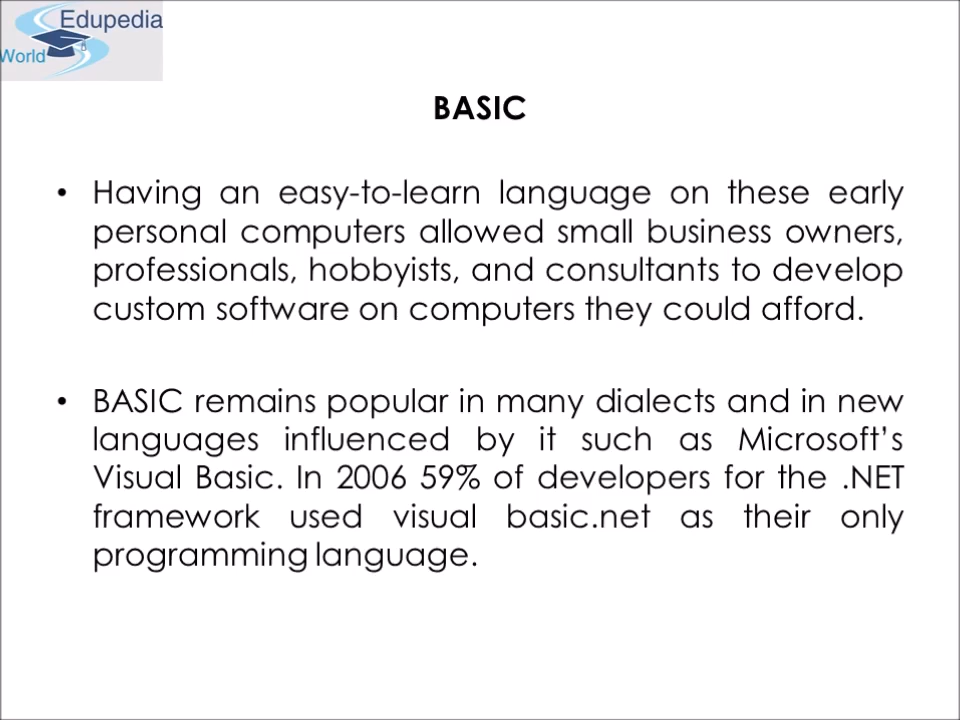 Edupedia
World
BASIC
• Having an easy-to-learn language on these early
personal computers allowed small business owners,
professionals, hobbyists, and consultants to develop
custom software on computers they could afford.
• BASIC remains popular in many dialects and in new
languages influenced by it such as Microsoft’s
Visual Basic. In 2006 59% of developers for the .NET
framework used visual basic.net as their only
programming language.